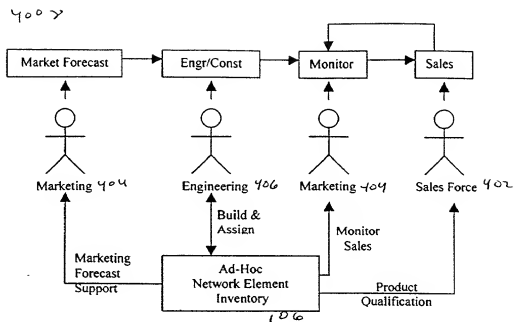 400
Market Forecast
Engr/Const
Monitor
Sales
Marketing 404
Engineering 406
Marketing 404
Sales Force 402
Build &
Assign
Marketing
Forecast
Support
Monitor
Sales
Ad-Hoc
Network Element
Inventory
Product
Qualification
106